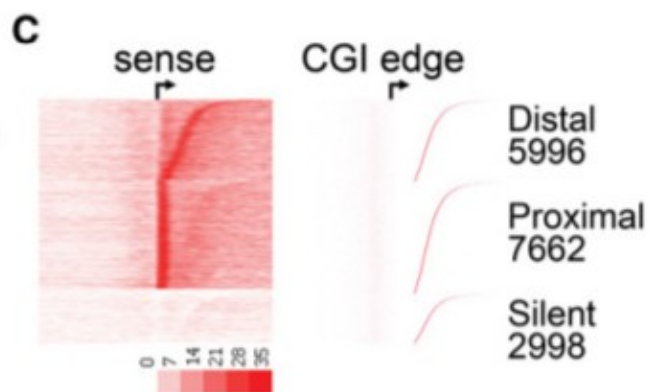 C
sense
CGI edge
Distal
5996
Proximal
7662
Silent
2998
0 7 14 21 28 35